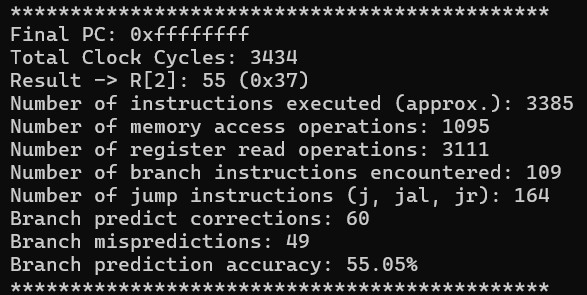 *********************************************
Final PC: 0xffffffff
Total Clock Cycles: 3434
Result -> R[2]: 55 (0x37)
Number of instructions executed (approx.): 3385
Number of memory access operations: 1095
Number of register read operations: 3111
Number of branch instructions encountered: 109
Number of jump instructions (j, jal, jr): 164
Branch predict corrections: 60
Branch mispredictions: 49
Branch prediction accuracy: 55.05%
*********************************************